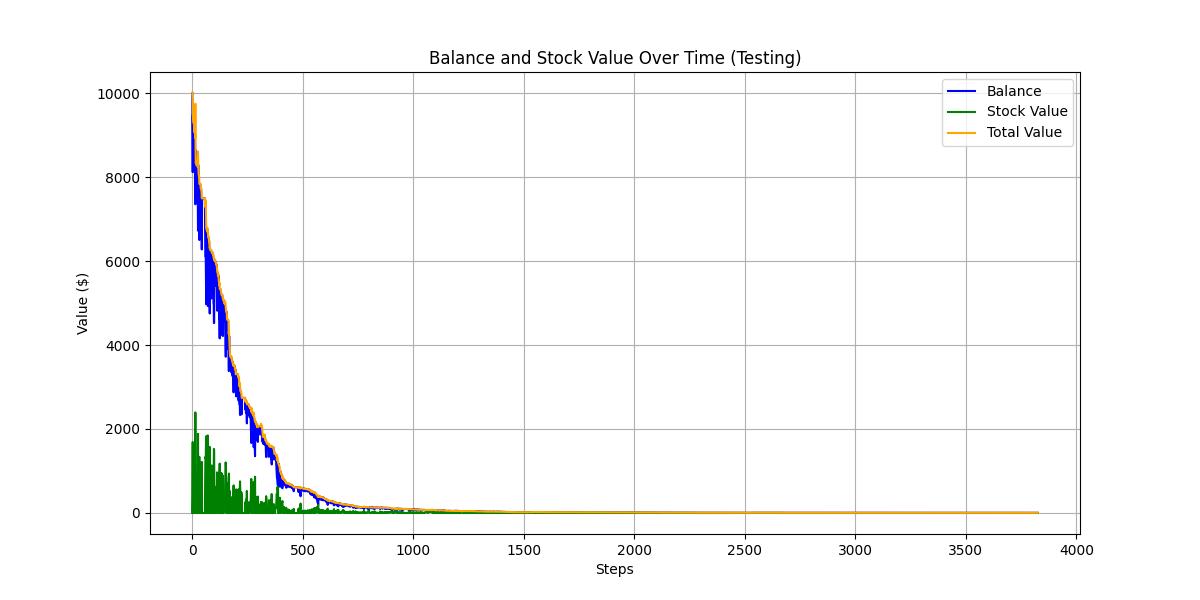 Balance and Stock Value Over Time (Testing)
Balance
Stock Value
Total Value
Value ($)
10000
8000
6000
4000
2000
0
0 500 1000 1500 2000 2500 3000 3500 4000
Steps